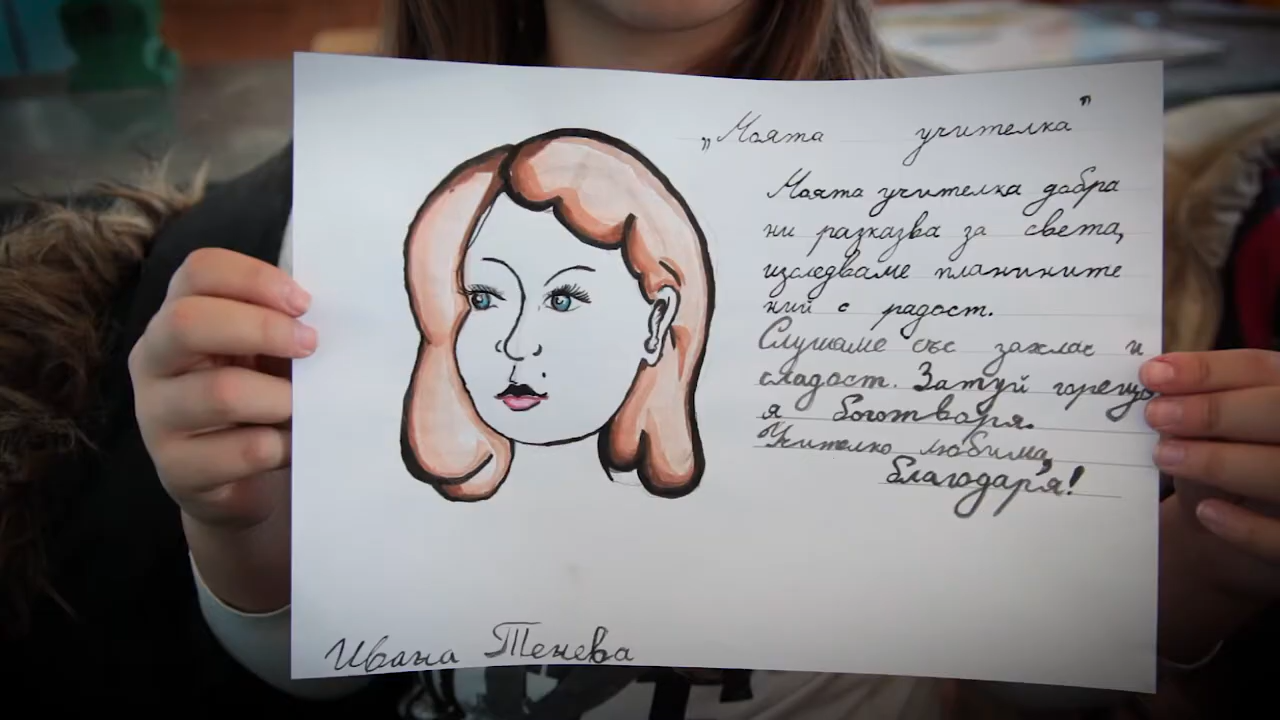 „Моята учителка"
Моята учителка добра
ни разказва за света,
изследваме планините
ний с радост.
Слушаме със захлас и
сладост. Затуй горещо
я боготворя.
Учителко любима,
благодаря!
Ивана Тенева